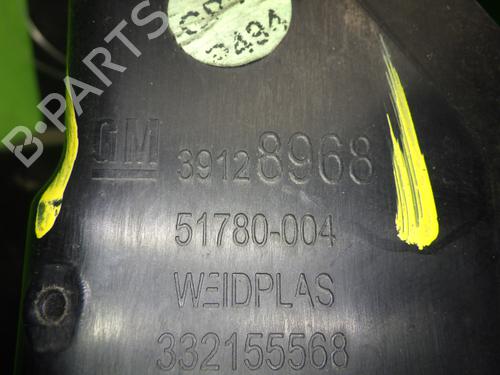 B-PARTS
GM 39128968
51780-004
WEIDPLAS
332155568